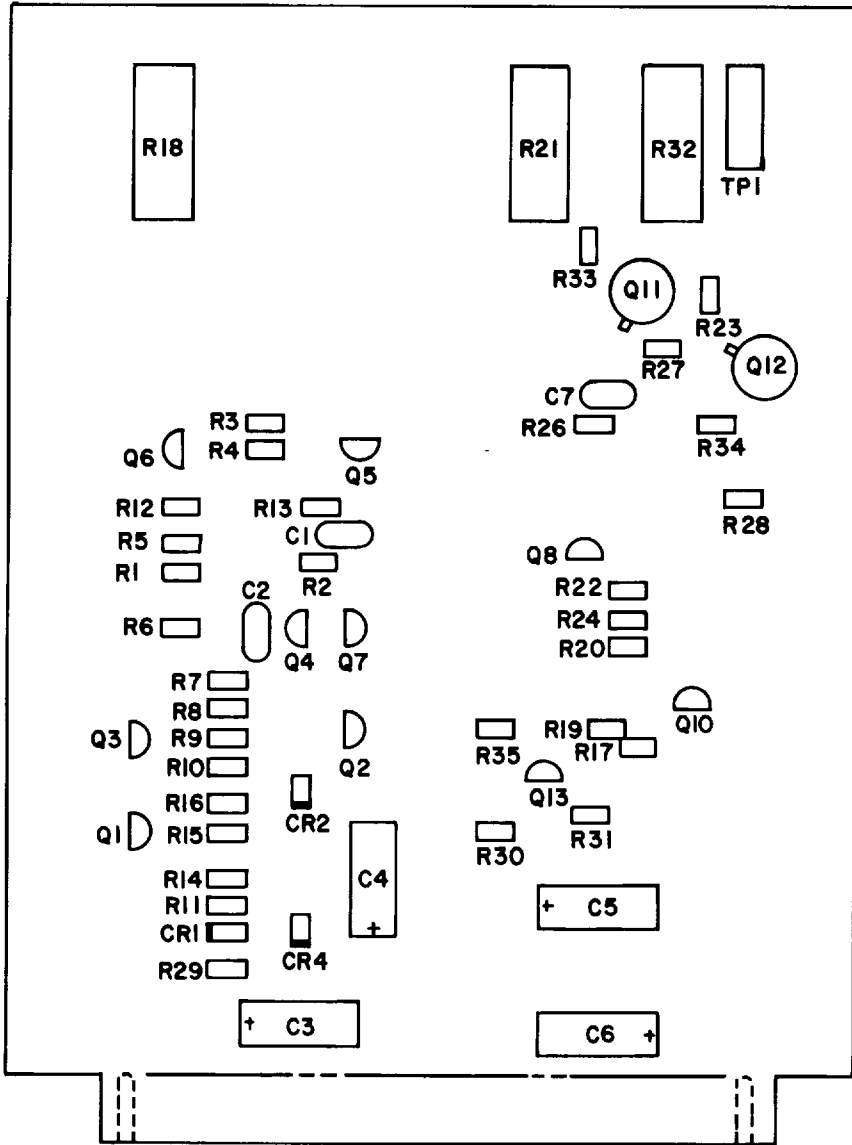 R18
R21
R32
TP1
R33
Q11
R23
R27
Q12
C7
R3
R26
R34
Q6
R4
Q5
R12
R13
R28
C1
R5
Q8
R1
R2
C2
R22
R6
R24
Q4
Q7
R20
R7
R8
Q3
R9
Q2
R35
R19
Q10
R17
R10
Q13
R16
CR2
R31
Q1
R15
R30
R14
C4
R11
+
C5
CR1
+
CR4
R29
+
C3
C6
+